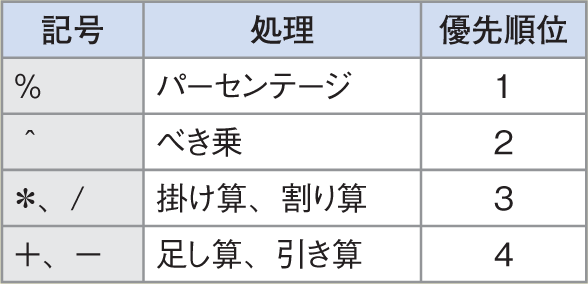 記号 処理 優先順位
% パーセンテージ 1
＾ べき乗 2
＊、/ 掛け算、割り算 3
＋、－ 足し算、引き算 4